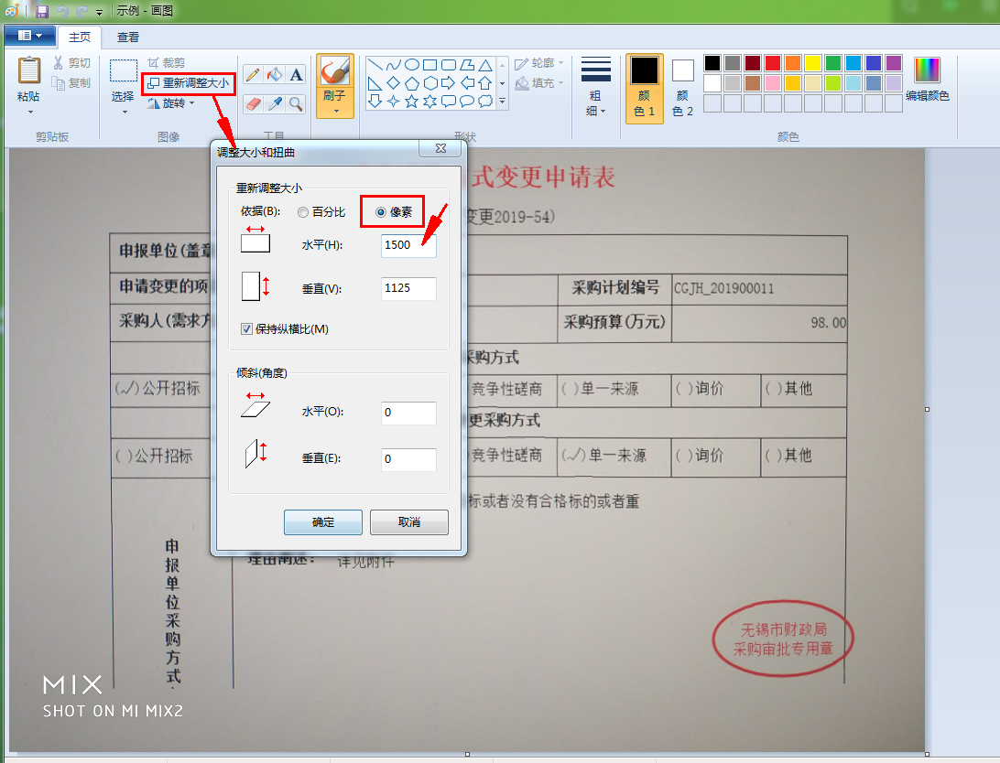 示例 - 画图
主页
查看
粘贴
剪切
复制
剪贴板
选择
裁剪
重新调整大小
旋转
图像
A
工具
刷子
形状
轮廓
填充
粗
细
颜
色 1
颜
色 2
编辑颜色
颜色
调整大小和扭曲
重新调整大小
依据(B):
百分比
像素
水平(H):
1500
垂直(V):
1125
保持纵横比(M)
倾斜(角度)
水平(O):
0
垂直(E):
0
确定
取消
式变更申请表
变更2019-54)
申报单位(盖章
申请变更的项
采购计划编号
CGJH_201900011
采购人(需求方
采购预算(万元)
98.00
采购方式
(✓)公开招标
竞争性磋商
( )单一来源
( )询价
( )其他
更采购方式
( )公开招标
竞争性磋商
(✓)单一来源
( )询价
( )其他
标或者没有合格标的或者重
理由阐述:
详见附件
申报单位采购方式
无锡市财政局
采购审批专用章
MIX
SHOT ON MI MIX2